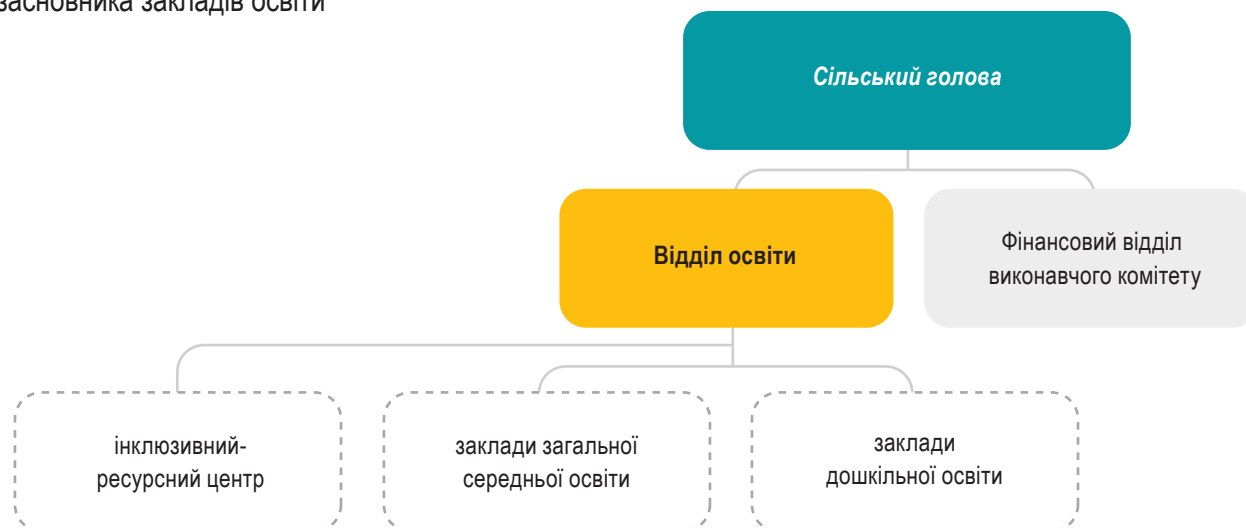 засновника закладів освіти
Сільський голова
Відділ освіти
Фінансовий відділ
виконавчого комітету
інклюзивний-
ресурсний центр
заклади загальної
середньої освіти
заклади
дошкільної освіти